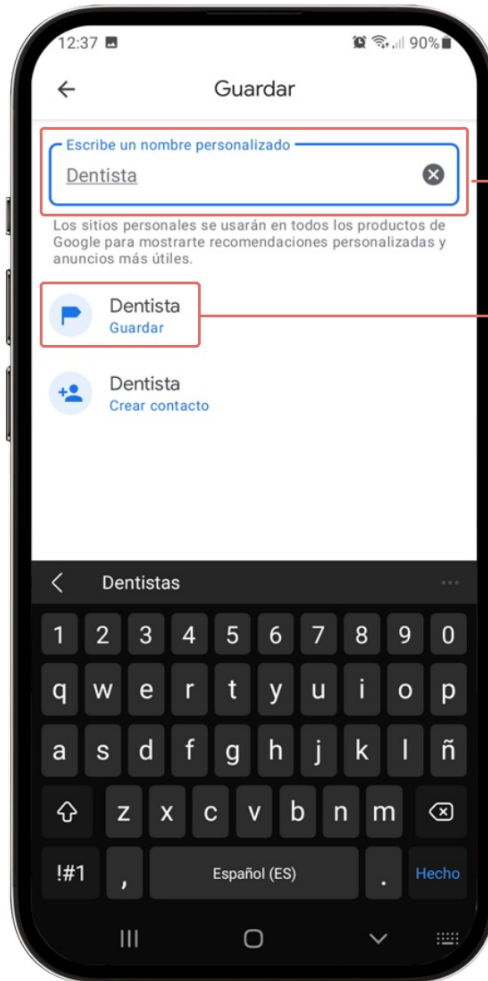 12:37 90%
Guardar
Escribe un nombre personalizado
Dentista
Los sitios personales se usarán en todos los productos de
Google para mostrarte recomendaciones personalizadas y
anuncios más útiles.
Dentista
Guardar
Dentista
Crear contacto
Dentistas
1 2 3 4 5 6 7 8 9 0
q w e r t y u i o p
a s d f g h j k l ñ
z x c v b n m
!#1 , Español (ES) . Hecho